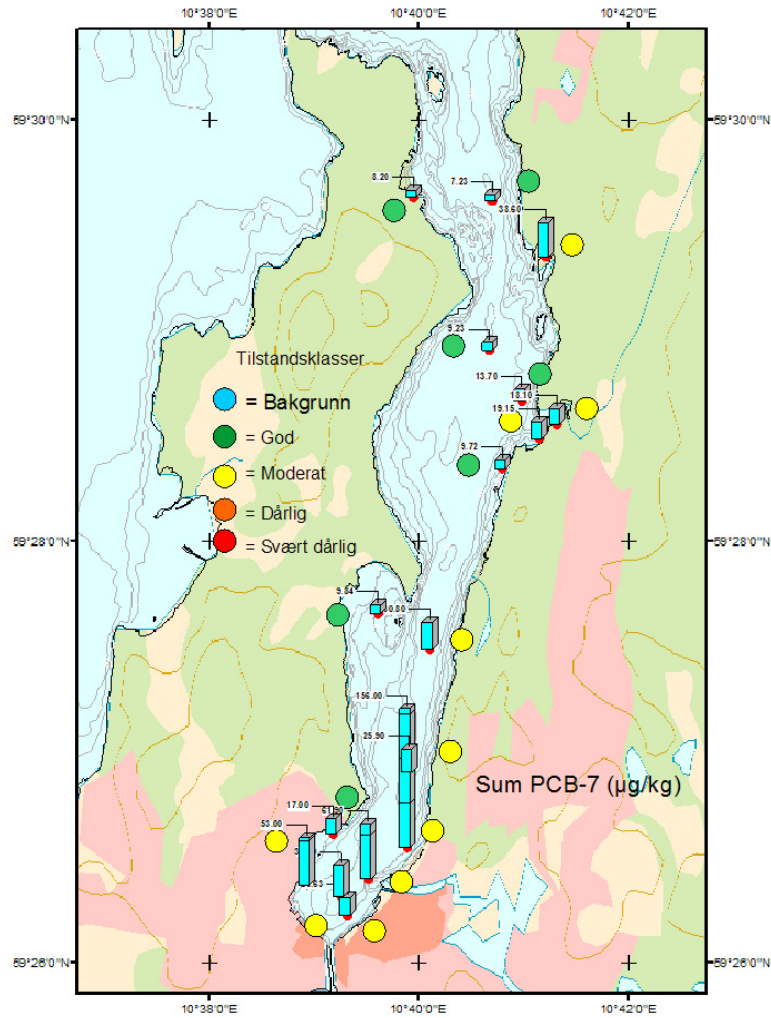 10°38'0"E 10°40'0"E 10°42'0"E
59°30'0"N 59°30'0"N
8.20 7.23
38.60
9.23
Tilstandsklasser
13.70
= Bakgrunn
18.10
19.15
= God
9.72
= Moderat
= Dårlig
59°28'0"N 59°28'0"N
= Svært dårlig
9.84
156.00
25.90
Sum PCB-7 (µg/kg)
17.00
53.00
59°26'0"N 59°26'0"N
10°38'0"E 10°40'0"E 10°42'0"E